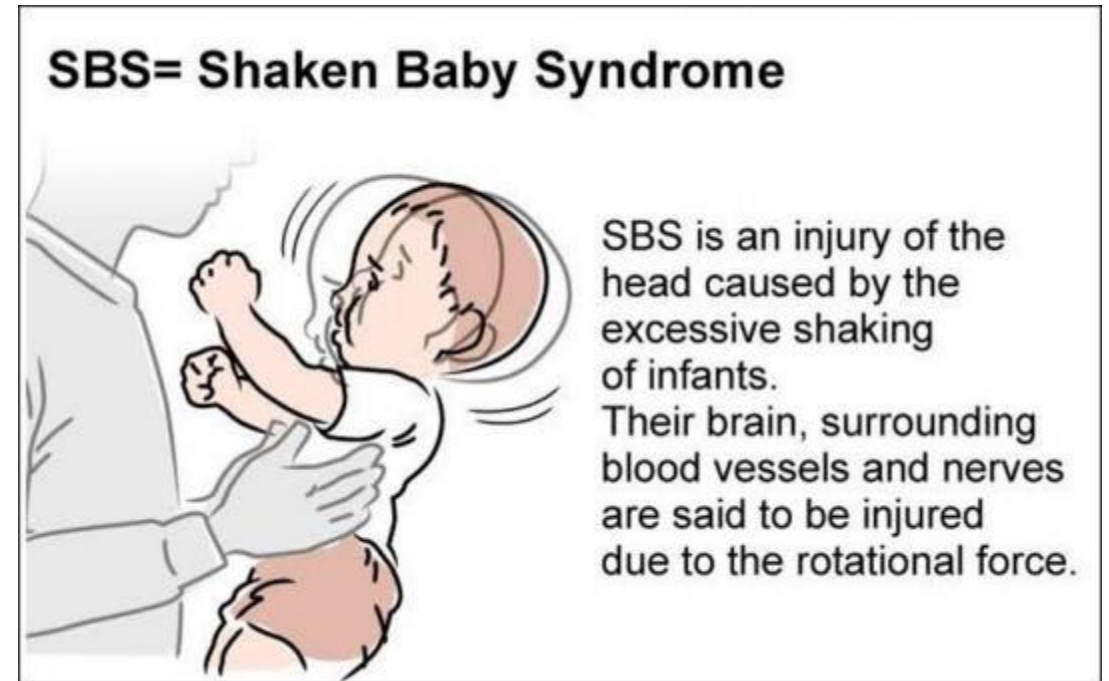 SBS= Shaken Baby Syndrome
SBS is an injury of the
head caused by the
excessive shaking
of infants.
Their brain, surrounding
blood vessels and nerves
are said to be injured
due to the rotational force.